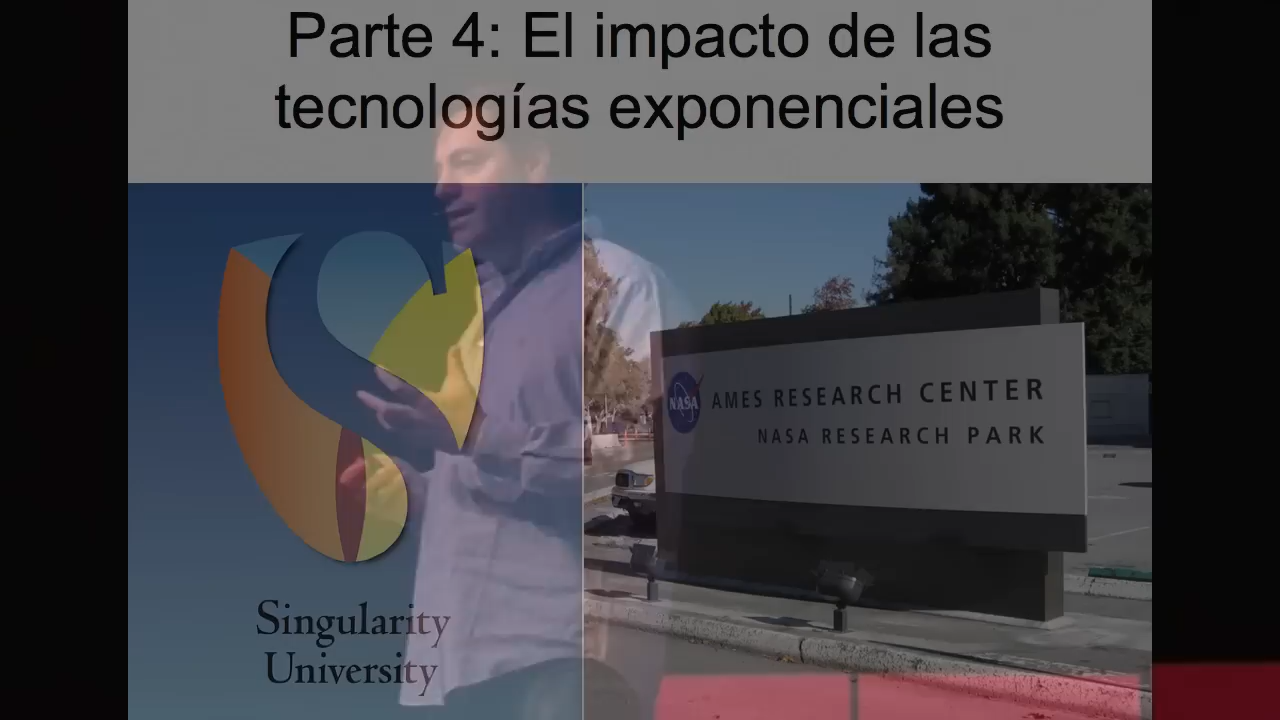 Parte 4: El impacto de las
tecnologías exponenciales
NASA
AMES RESEARCH CENTER
NASA RESEARCH PARK
Singularity
University